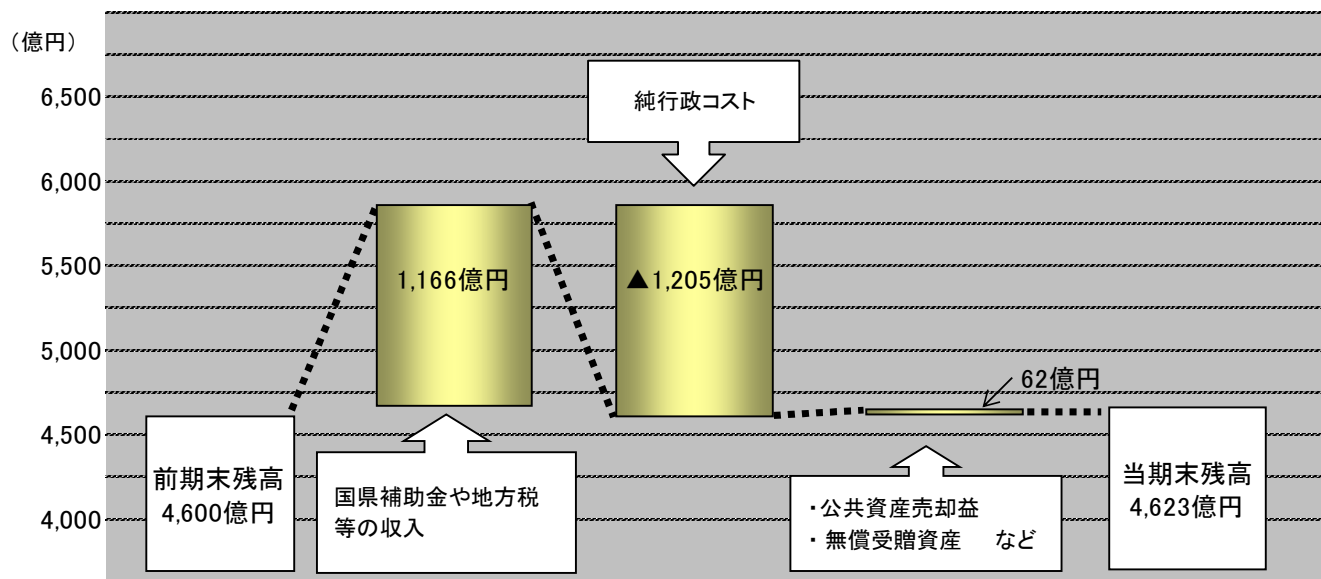 （億円）
6,500
6,000
5,500
5,000
4,500
4,000
純行政コスト
1,166億円
▲1,205億円
62億円
前期末残高
4,600億円
国県補助金や地方税
等の収入
・公共資産売却益
・無償受贈資産　など
当期末残高
4,623億円